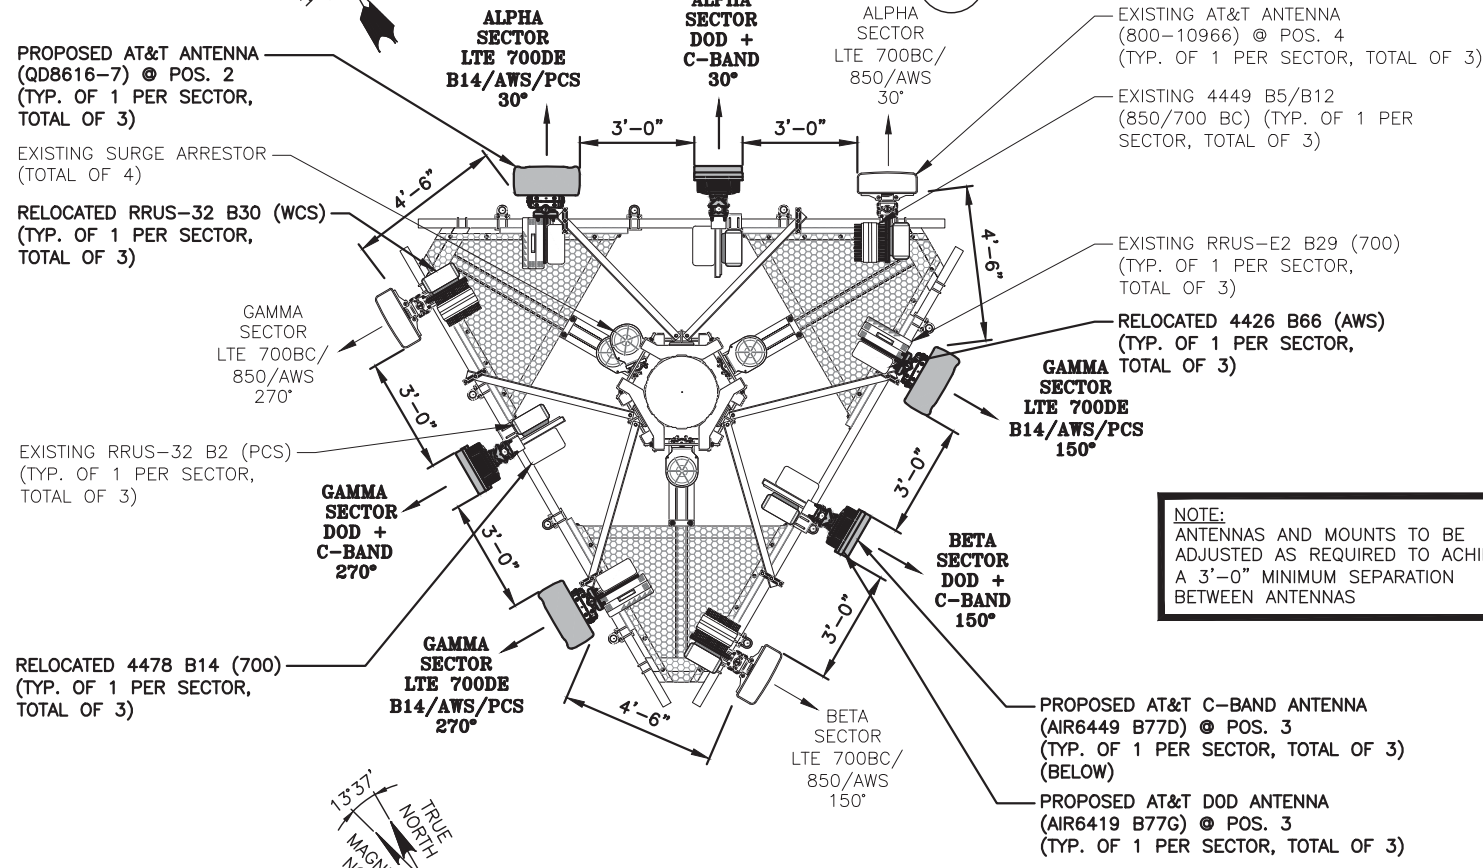 ALPHA
SECTOR
LTE 700DE
B14/AWS/PCS
30°
ALPHA
SECTOR
DOD +
C-BAND
30°
ALPHA
SECTOR
LTE 700BC/
850/AWS
30°
PROPOSED AT&T ANTENNA
(QD8616-7) @ POS. 2
(TYP. OF 1 PER SECTOR,
TOTAL OF 3)
EXISTING SURGE ARRESTOR
(TOTAL OF 4)
RELOCATED RRUS-32 B30 (WCS)
(TYP. OF 1 PER SECTOR,
TOTAL OF 3)
EXISTING AT&T ANTENNA
(800-10966) @ POS. 4
(TYP. OF 1 PER SECTOR, TOTAL OF 3)
EXISTING 4449 B5/B12
(850/700 BC) (TYP. OF 1 PER
SECTOR, TOTAL OF 3)
EXISTING RRUS-E2 B29 (700)
(TYP. OF 1 PER SECTOR,
TOTAL OF 3)
RELOCATED 4426 B66 (AWS)
(TYP. OF 1 PER SECTOR,
TOTAL OF 3)
3'-0"
3'-0"
4'-6"
4'-6"
GAMMA
SECTOR
LTE 700BC/
850/AWS
270°
GAMMA
SECTOR
LTE 700DE
B14/AWS/PCS
150°
3'-0"
3'-0"
EXISTING RRUS-32 B2 (PCS)
(TYP. OF 1 PER SECTOR,
TOTAL OF 3)
GAMMA
SECTOR
DOD +
C-BAND
270°
3'-0"
BETA
SECTOR
DOD +
C-BAND
150°
3'-0"
NOTE:
ANTENNAS AND MOUNTS TO BE
ADJUSTED AS REQUIRED TO
A 3'-0" MINIMUM SEPARATION
BETWEEN ANTENNAS
RELOCATED 4478 B14 (700)
(TYP. OF 1 PER SECTOR,
TOTAL OF 3)
GAMMA
SECTOR
LTE 700DE
B14/AWS/PCS
270°
4'-6"
BETA
SECTOR
LTE 700BC/
850/AWS
150°
PROPOSED AT&T C-BAND ANTENNA
(AIR6449 B77D) @ POS. 3
(TYP. OF 1 PER SECTOR, TOTAL OF 3)
(BELOW)
PROPOSED AT&T DOD ANTENNA
(AIR6419 B77G) @ POS. 3
(TYP. OF 1 PER SECTOR, TOTAL OF 3)
13°37'
TRUE
NORTH